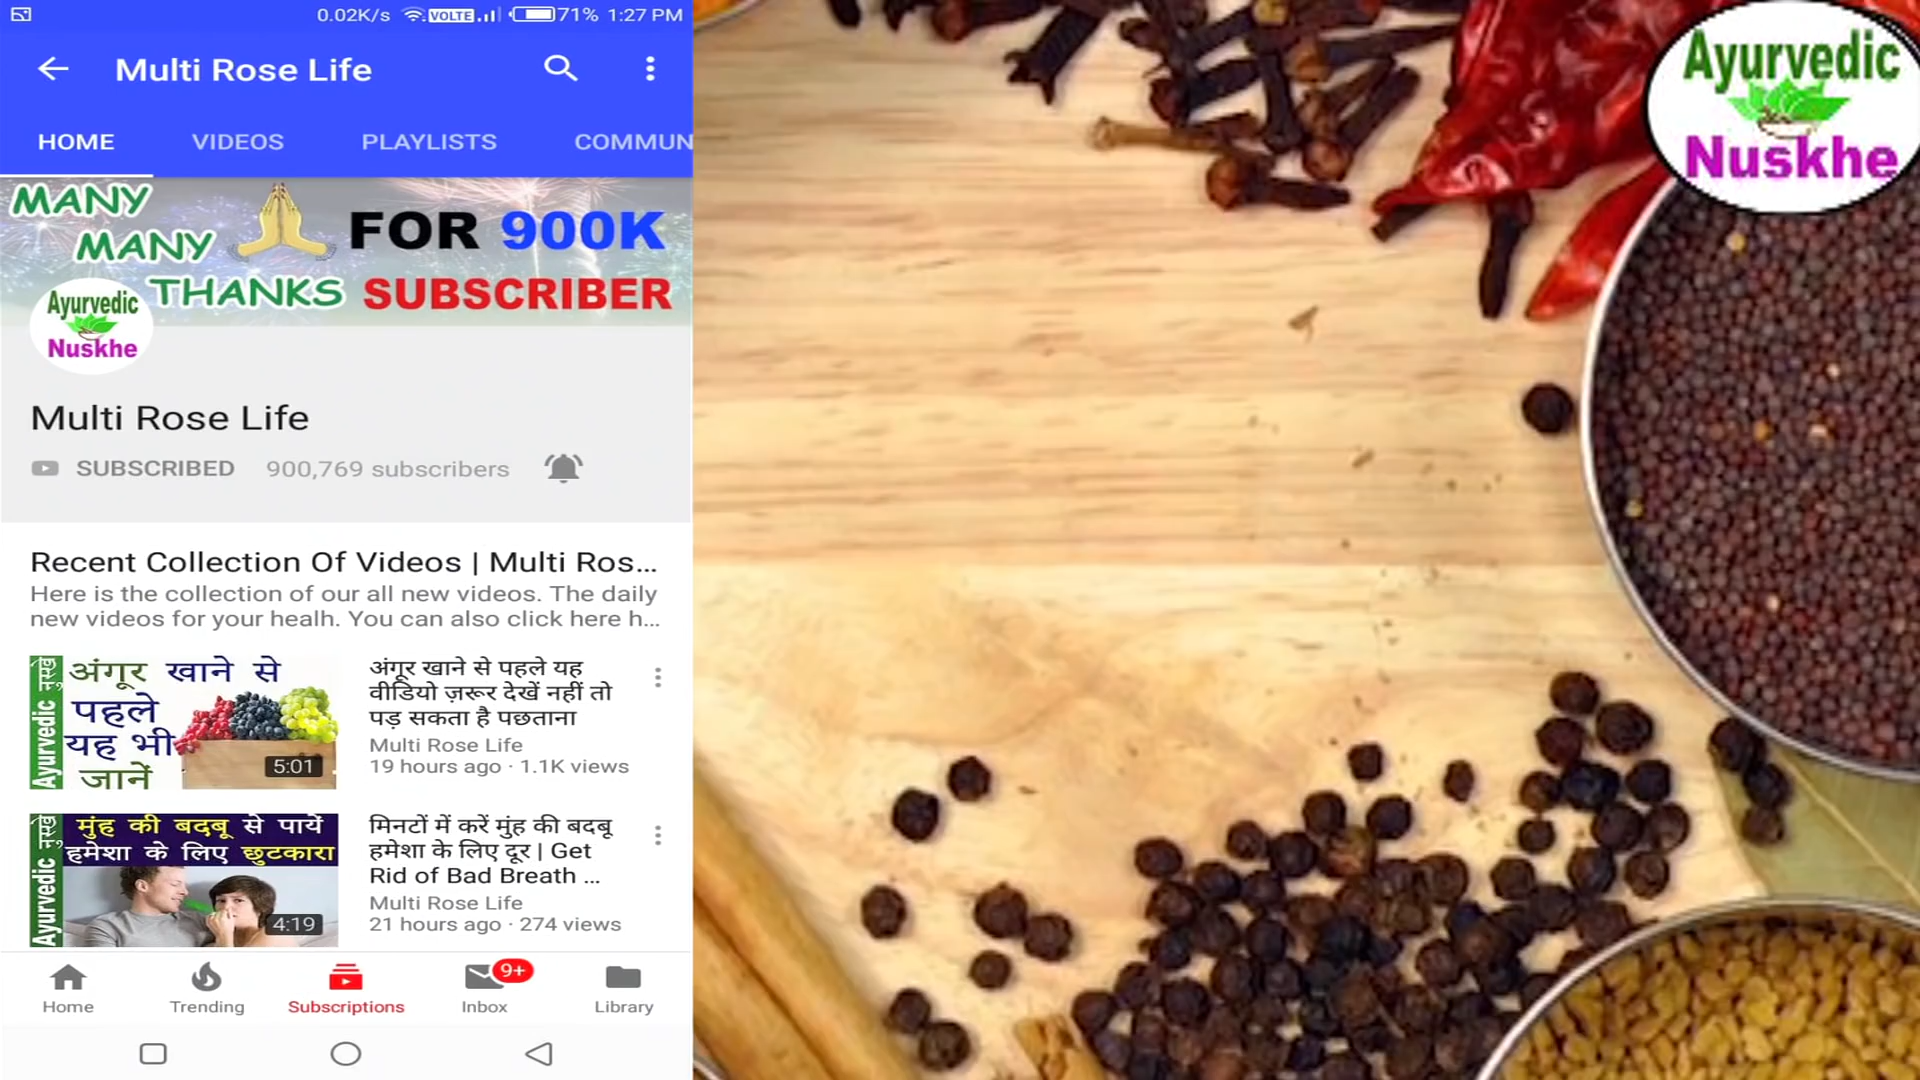 0.02K/s VOLTE 71% 1:27 PM
Multi Rose Life
HOME VIDEOS PLAYLISTS COMMUN
MANY
MANY
THANKS
FOR 900K
SUBSCRIBER
Ayurvedic
Nuskhe
Multi Rose Life
SUBSCRIBED 900,769 subscribers
Recent Collection Of Videos | Multi Ros...
Here is the collection of our all new videos. The daily
new videos for your healh. You can also click here h...
Ayurvedic नुस्खे
अंगूर खाने से
पहले
यह भी
जानें
5:01
अंगूर खाने से पहले यह
वीडियो ज़रूर देखें नहीं तो
पड़ सकता है पछताना
Multi Rose Life
19 hours ago · 1.1K views
Ayurvedic नुस्खे
मुंह की बदबू से पायें
हमेशा के लिए छुटकारा
4:19
मिनटों में करें मुंह की बदबू
हमेशा के लिए दूर | Get
Rid of Bad Breath ...
Multi Rose Life
21 hours ago · 274 views
Home Trending Subscriptions Inbox 9+ Library
Ayurvedic
Nuskhe